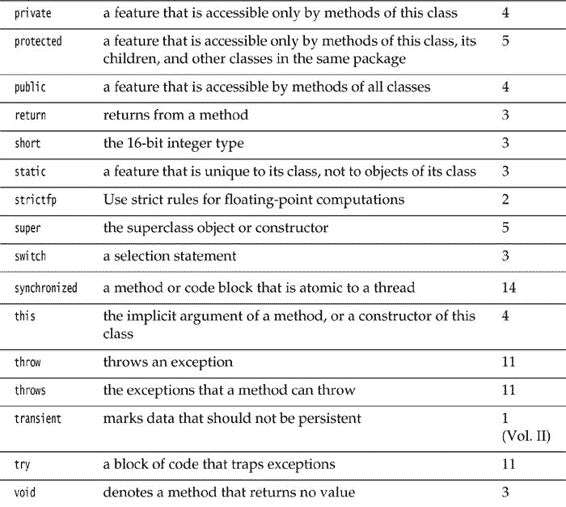 private a feature that is accessible only by methods of this class 4
protected a feature that is accessible only by methods of this class, its 5
children, and other classes in the same package
public a feature that is accessible by methods of all classes 4
return returns from a method 3
short the 16-bit integer type 3
static a feature that is unique to its class, not to objects of its class 3
strictfp Use strict rules for floating-point computations 2
super the superclass object or constructor 5
switch a selection statement 3
synchronized a method or code block that is atomic to a thread 14
this the implicit argument of a method, or a constructor of this 4
class
throw throws an exception 11
throws the exceptions that a method can throw 11
transient marks data that should not be persistent 1
(Vol. II)
try a block of code that traps exceptions 11
void denotes a method that returns no value 3